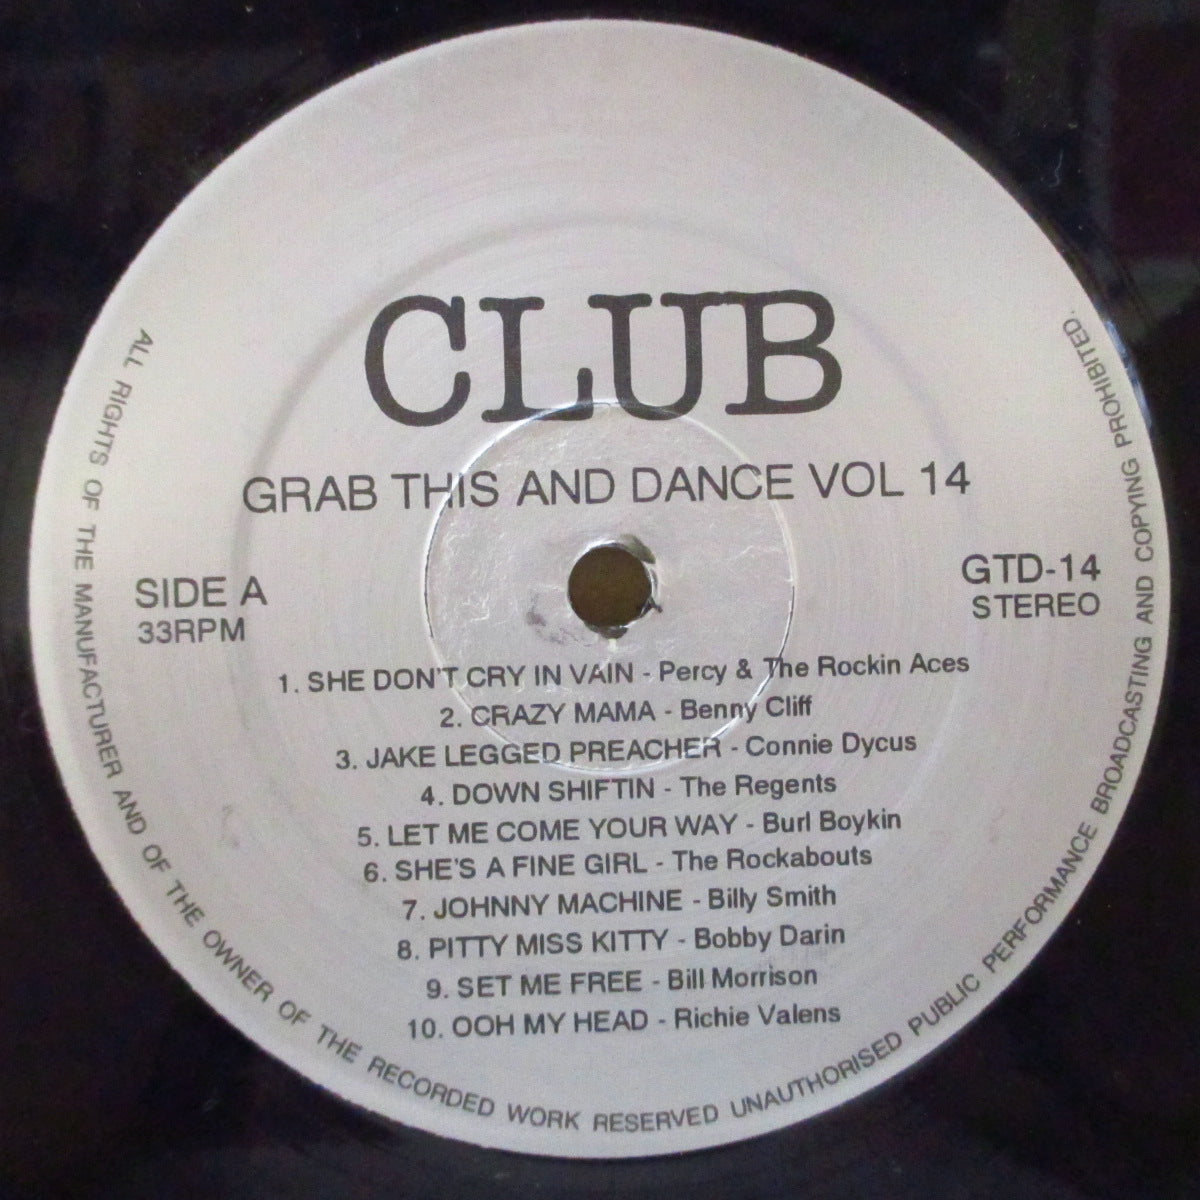 CLUB
GRAB THIS AND DANCE VOL 14
SIDE A
33RPM
GTD-14
STEREO
1. SHE DON'T CRY IN VAIN - Percy & The Rockin Aces
2. CRAZY MAMA - Benny Cliff
3. JAKE LEGGED PREACHER - Connie Dycus
4. DOWN SHIFTIN - The Regents
5. LET ME COME YOUR WAY - Burl Boykin
6. SHE'S A FINE GIRL - The Rockabouts
7. JOHNNY MACHINE - Billy Smith
8. PITTY MISS KITTY - Bobby Darin
9. SET ME FREE - Bill Morrison
10. OOH MY HEAD - Richie Valens
ALL RIGHTS OF THE MANUFACTURER AND OF THE OWNER OF THE RECORDED WORK RESERVED UNAUTHORISED PUBLIC PERFORMANCE BROADCASTING AND COPYING PROHIBITED.